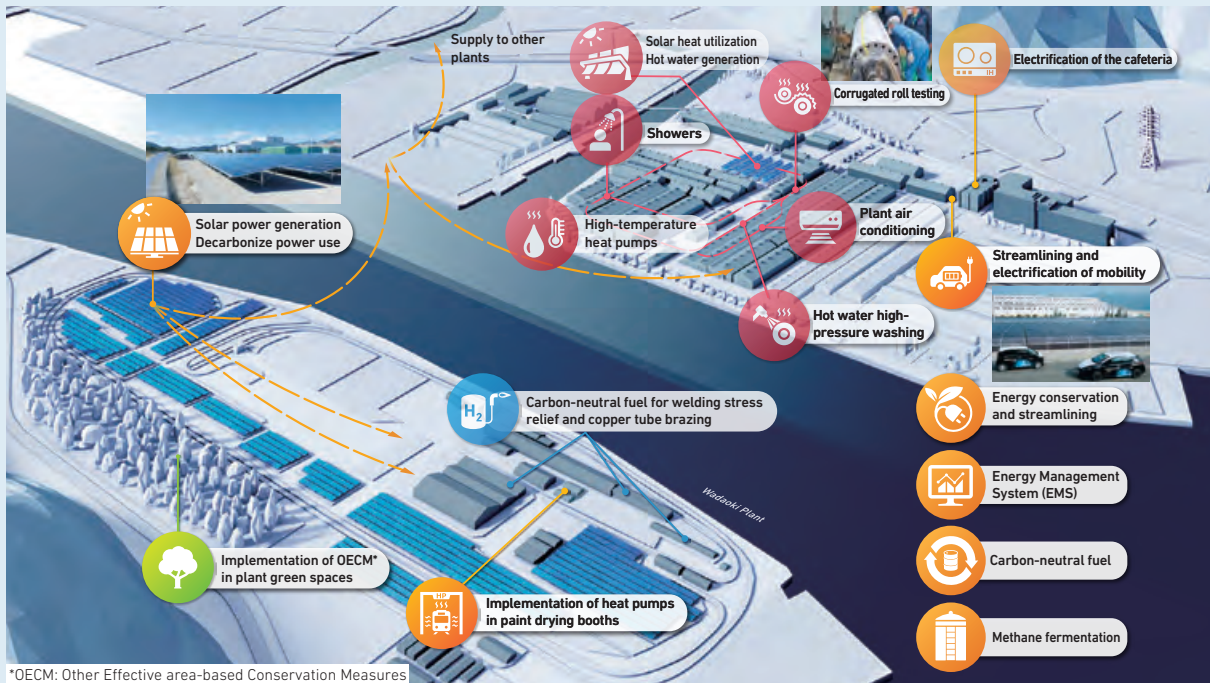 Supply to other
plants
Solar heat utilization
Hot water generation
Corrugated roll testing
IH
Electrification of the cafeteria
Showers
Solar power generation
Decarbonize power use
High-temperature
heat pumps
Plant air
conditioning
Streamlining and
electrification of mobility
Hot water high-
pressure washing
H2
Carbon-neutral fuel for welding stress
relief and copper tube brazing
Energy conservation
and streamlining
Energy Management
System (EMS)
Wadaoki Plant
Implementation of OECM*
in plant green spaces
Carbon-neutral fuel
HP
Implementation of heat pumps
in paint drying booths
Methane fermentation
*OECM: Other Effective area-based Conservation Measures